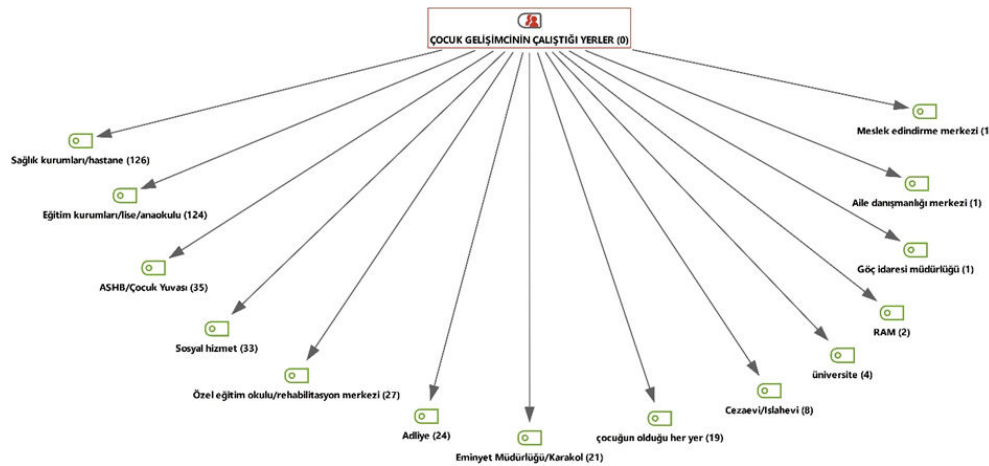 ÇOCUK GELİŞİMCİNİN ÇALIŞTIĞI YERLER (0)
Sağlık kurumları/hastane (126)
Eğitim kurumları/lise/anaokulu (124)
ASHB/Çocuk Yuvası (35)
Sosyal hizmet (33)
Özel eğitim okulu/rehabilitasyon merkezi (27)
Adliye (24)
Eminyet Müdürlüğü/Karakol (21)
çocuğun olduğu her yer (19)
Cezaevi/Islahevi (8)
üniversite (4)
RAM (2)
Göç idaresi müdürlüğü (1)
Aile danışmanlığı merkezi (1)
Meslek edindirme merkezi (1